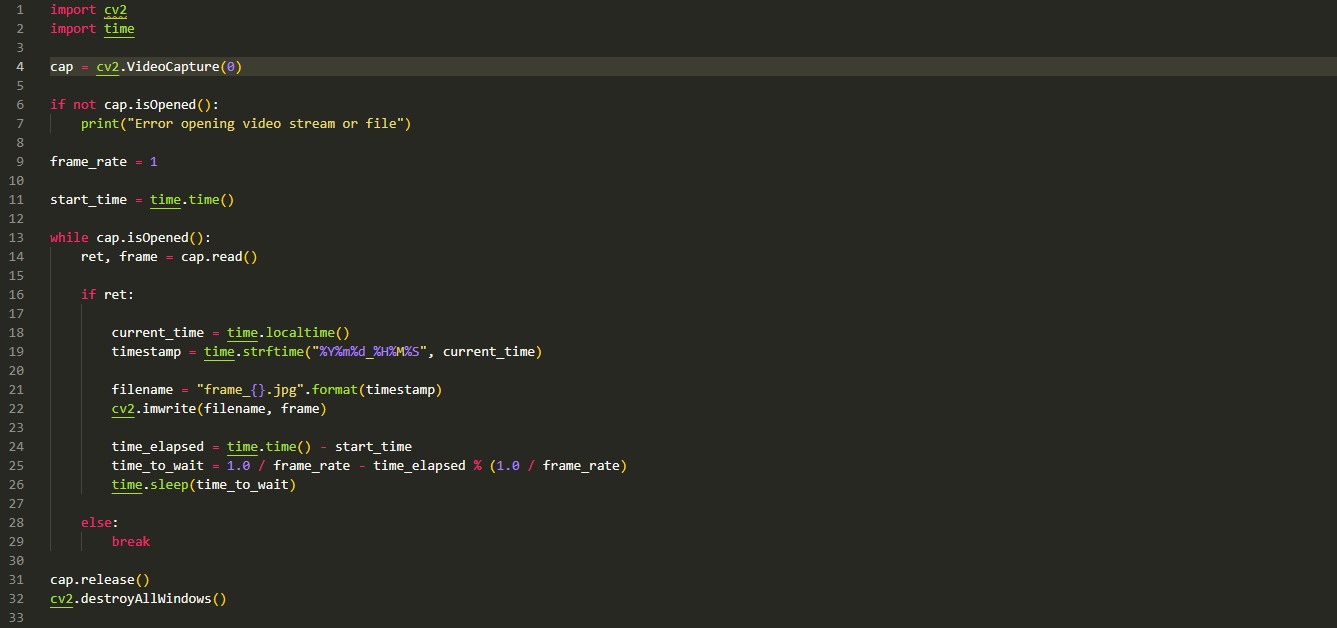 1 import cv2
2 import time
3
4 cap = cv2.VideoCapture(0)
5
6 if not cap.isOpened():
7     print("Error opening video stream or file")
8
9 frame_rate = 1
10
11 start_time = time.time()
12
13 while cap.isOpened():
14     ret, frame = cap.read()
15
16     if ret:
17
18         current_time = time.localtime()
19         timestamp = time.strftime("%Y%m%d_%H%M%S", current_time)
20
21         filename = "frame_{}.jpg".format(timestamp)
22         cv2.imwrite(filename, frame)
23
24         time_elapsed = time.time() - start_time
25         time_to_wait = 1.0 / frame_rate - time_elapsed % (1.0 / frame_rate)
26         time.sleep(time_to_wait)
27
28     else:
29         break
30
31 cap.release()
32 cv2.destroyAllWindows()
33